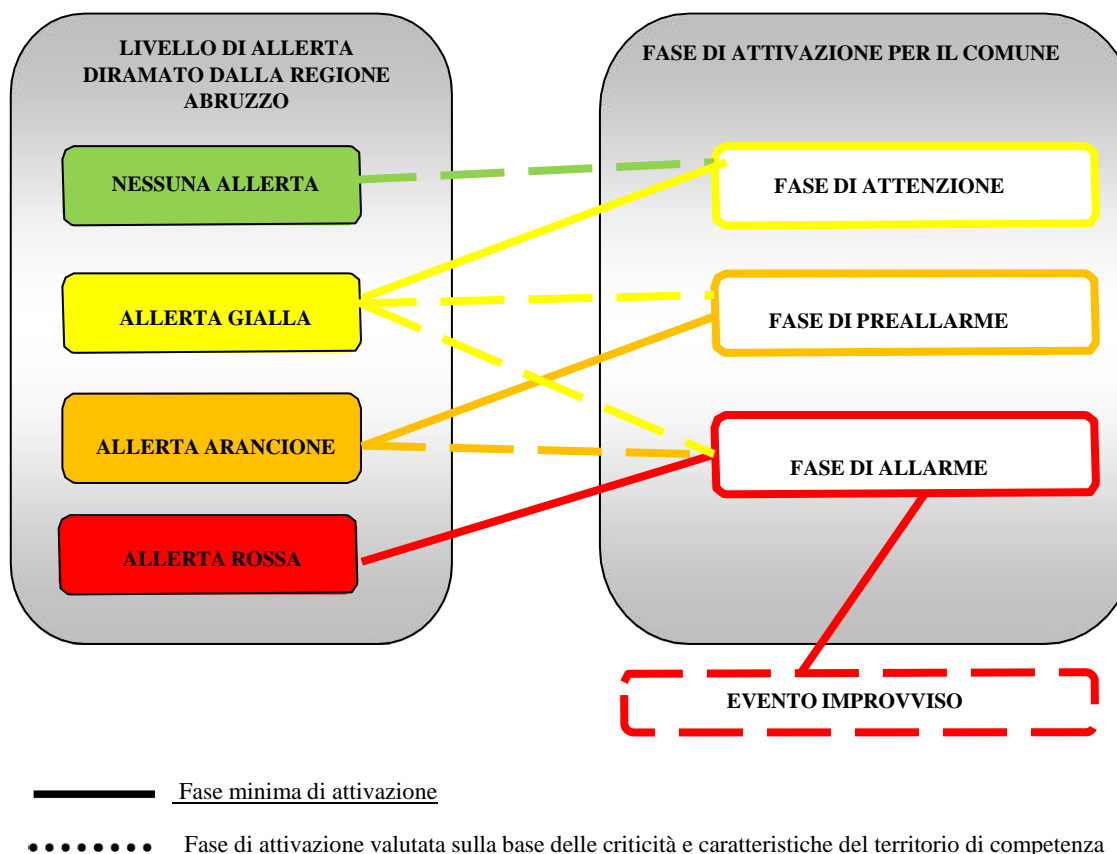 LIVELLO DI ALLERTA
DIRAMATO DALLA REGIONE
ABRUZZO
NESSUNA ALLERTA
ALLERTA GIALLA
ALLERTA ARANCIONE
ALLERTA ROSSA
FASE DI ATTIVAZIONE PER IL COMUNE
FASE DI ATTENZIONE
FASE DI PREALLARME
FASE DI ALLARME
EVENTO IMPROVVISO
Fase minima di attivazione
Fase di attivazione valutata sulla base delle criticità e caratteristiche del territorio di competenza